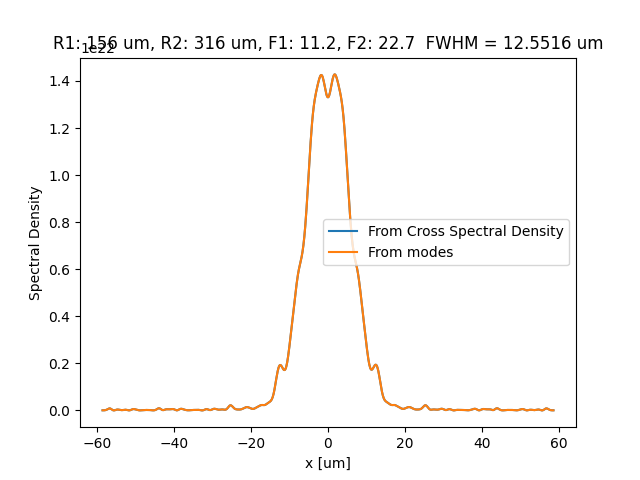 R1: 156 um, R2: 316 um, F1: 11.2, F2: 22.7  FWHM = 12.5516 um
1e22
1.4
1.2
1.0
0.8
0.6
0.4
0.2
0.0
Spectral Density
From Cross Spectral Density
From modes
−60
−40
−20
0
20
40
60
x [um]